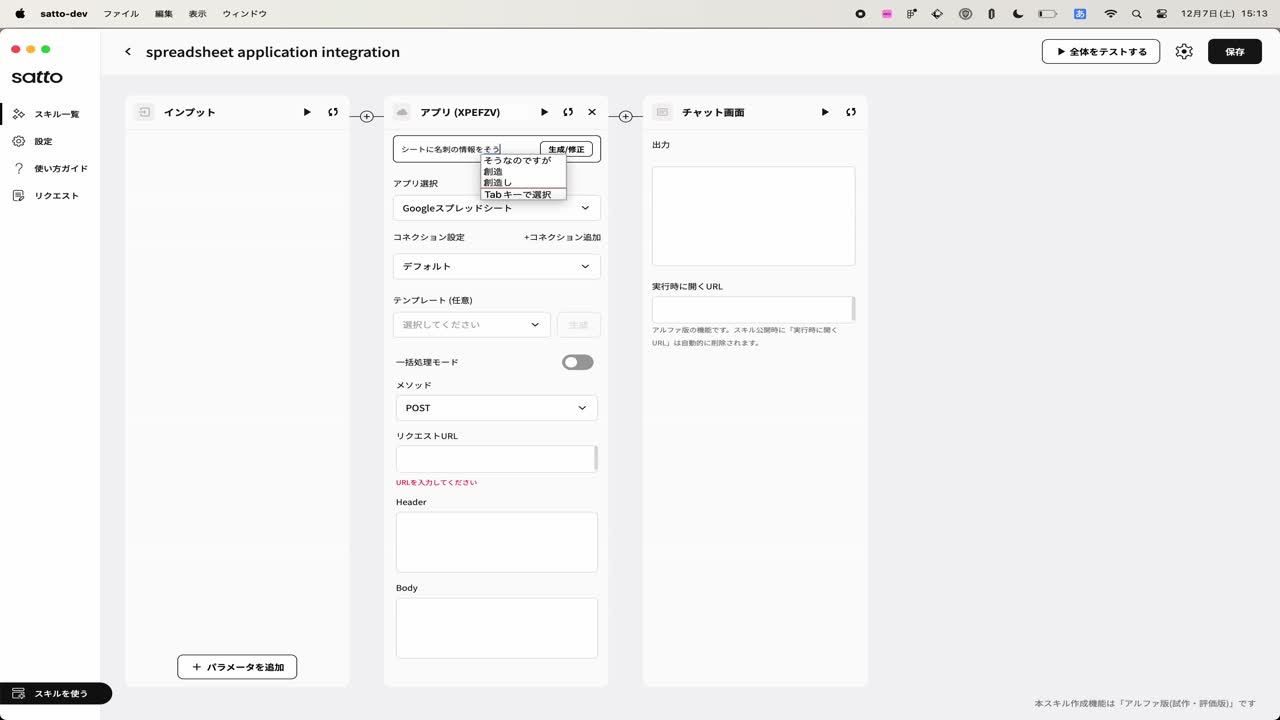 satto-dev ファイル 編集 表示 ウィンドウ
あ 12月7日(土) 15:13
satto
スキル一覧
設定
使い方ガイド
リクエスト
スキルを使う
spreadsheet application integration
全体をテストする
保存
インプット
パラメータを追加
アプリ (XPEFZV)
シートに名刺の情報をそう
生成/修正
そうなのですが
創造
創造し
Tabキーで選択
アプリ選択
Googleスプレッドシート
コネクション設定 +コネクション追加
デフォルト
テンプレート (任意)
選択してください 生成
一括処理モード
メソッド
POST
リクエストURL
URLを入力してください
Header
Body
チャット画面
出力
実行時に開くURL
アルファ版の機能です。スキル公開時に「実行時に開く
URL」は自動的に削除されます。
本スキル作成機能は「アルファ版(試作・評価版)」です